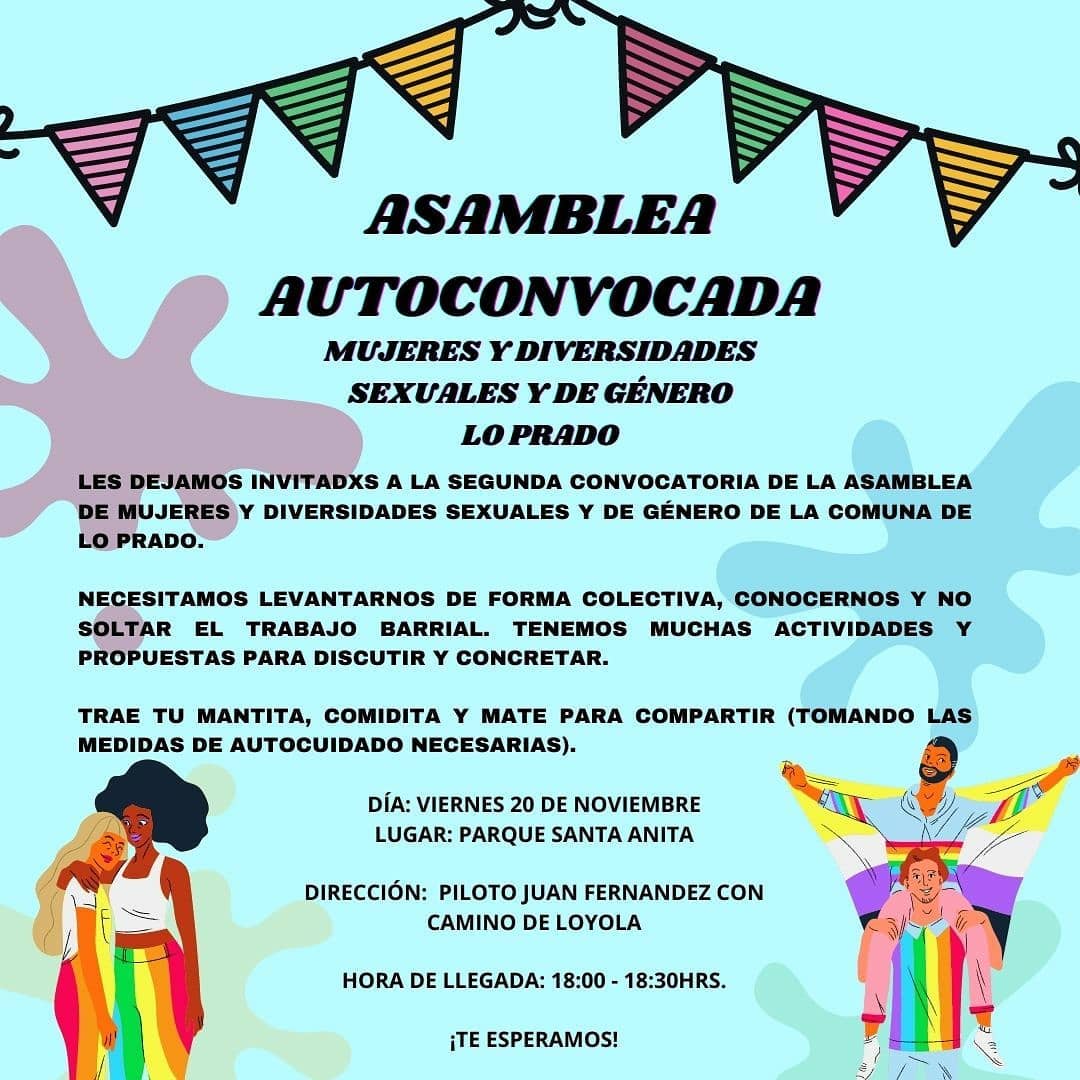 ASAMBLEA
AUTOCONVOCADA
MUJERES Y DIVERSIDADES
SEXUALES Y DE GÉNERO
LO PRADO
LES DEJAMOS INVITADXS A LA SEGUNDA CONVOCATORIA DE LA ASAMBLEA
DE MUJERES Y DIVERSIDADES SEXUALES Y DE GÉNERO DE LA COMUNA DE
LO PRADO.
NECESITAMOS LEVANTARNOS DE FORMA COLECTIVA, CONOCERNOS Y NO
SOLTAR EL TRABAJO BARRIAL. TENEMOS MUCHAS ACTIVIDADES Y
PROPUESTAS PARA DISCUTIR Y CONCRETAR.
TRAE TU MANTITA, COMIDITA Y MATE PARA COMPARTIR (TOMANDO LAS
MEDIDAS DE AUTOCUIDADO NECESARIAS).
DÍA: VIERNES 20 DE NOVIEMBRE
LUGAR: PARQUE SANTA ANITA
DIRECCIÓN: PILOTO JUAN FERNANDEZ CON
CAMINO DE LOYOLA
HORA DE LLEGADA: 18:00 - 18:30HRS.
¡TE ESPERAMOS!